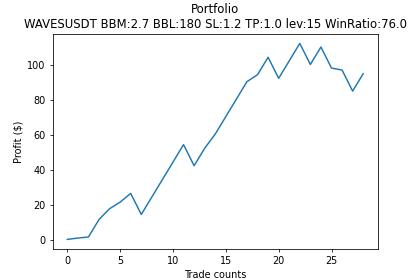 Portfolio
WAVESUSDT BBM:2.7 BBL:180 SL:1.2 TP:1.0 lev:15 WinRatio:76.0
100
80
60
40
20
0
Profit ($)
0 5 10 15 20 25
Trade counts